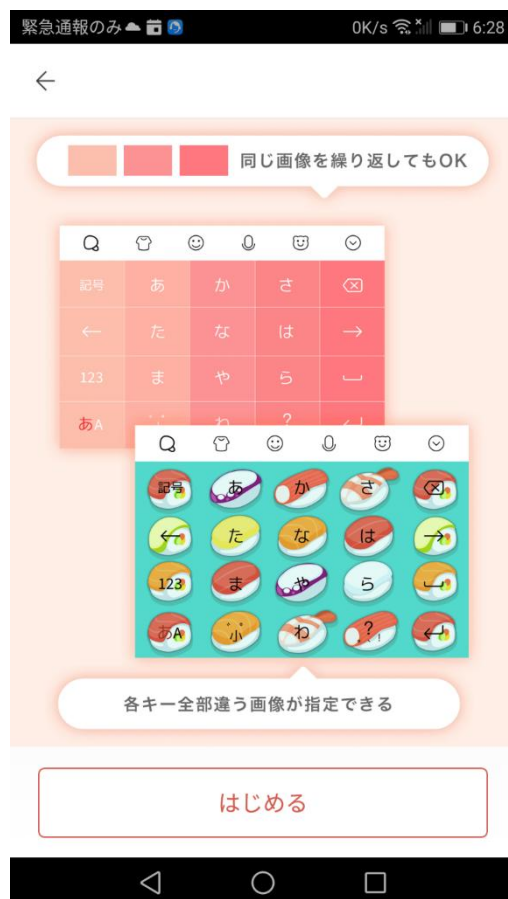 緊急通報のみ 0K/s 6:28
同じ画像を繰り返してもOK
記号 あ か さ
た な は
123 ま や ら
あA わ ?
記号 あ か さ
た な は
123 ま や ら
あA 小 わ ?
各キー全部違う画像が指定できる
はじめる